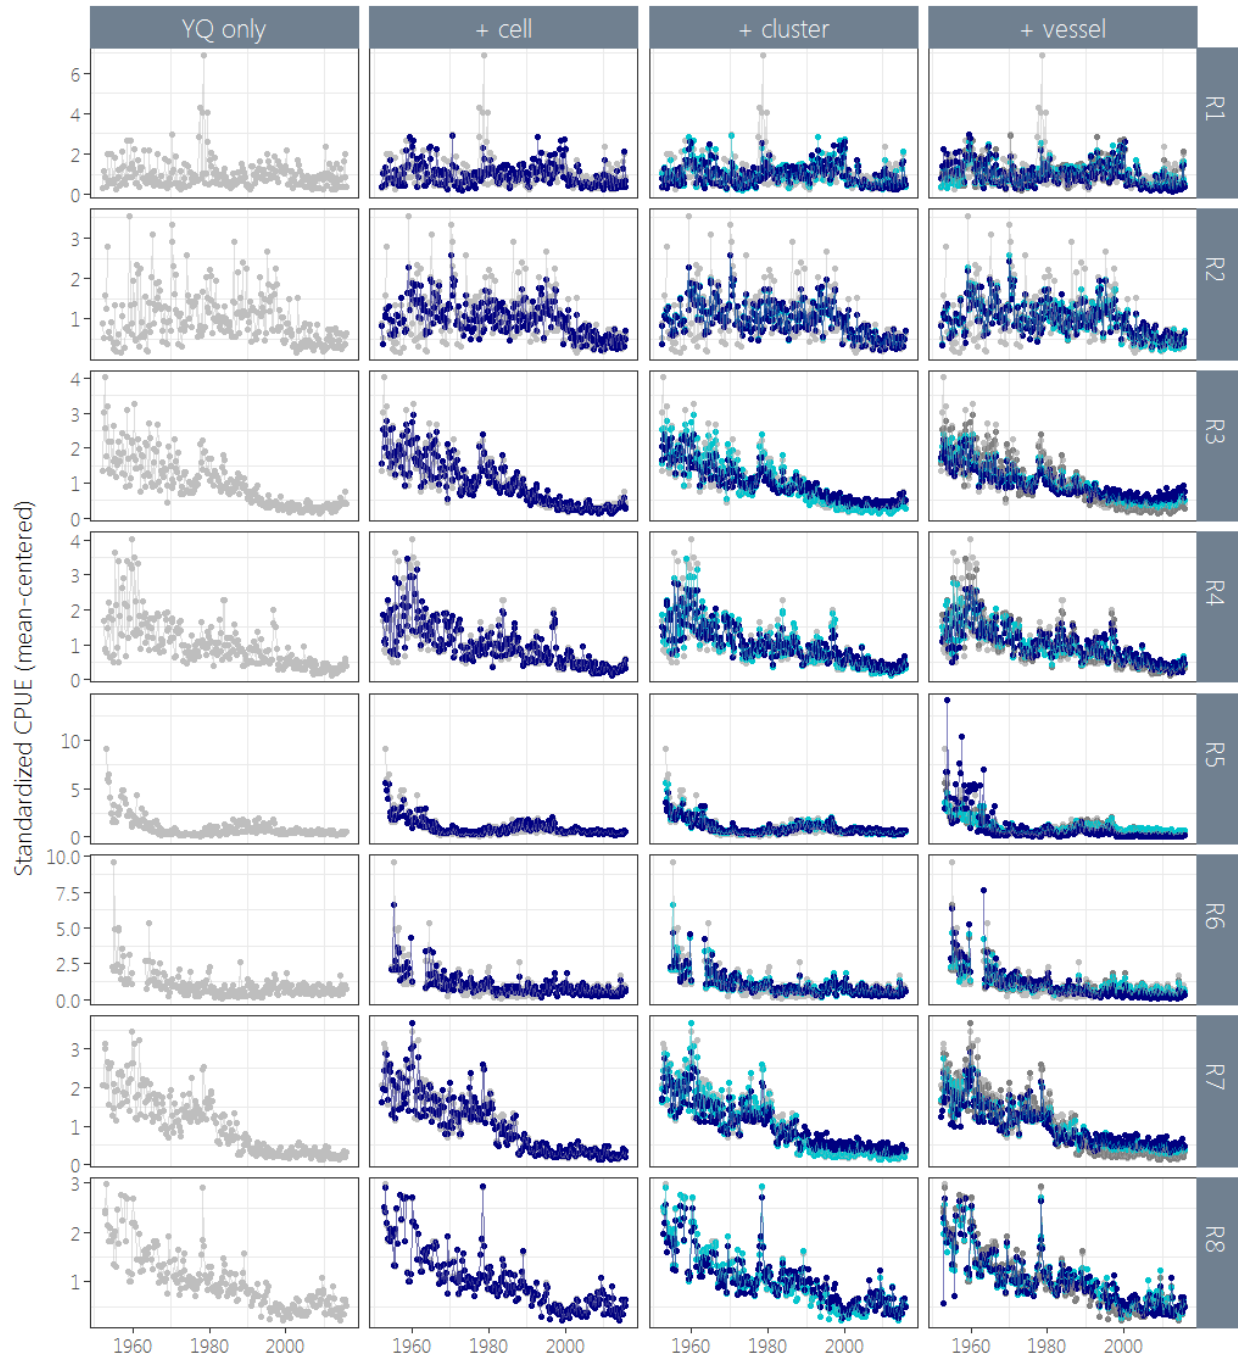 YQ only
+ cell
+ cluster
+ vessel
Standardized CPUE (mean-centered)
6
4
2
0
R1
3
2
1
R2
4
3
2
1
0
R3
4
3
2
1
0
R4
10
5
0
R5
10.0
7.5
5.0
2.5
0.0
R6
3
2
1
0
R7
3
2
1
R8
1960 1980 2000 1960 1980 2000 1960 1980 2000 1960 1980 2000